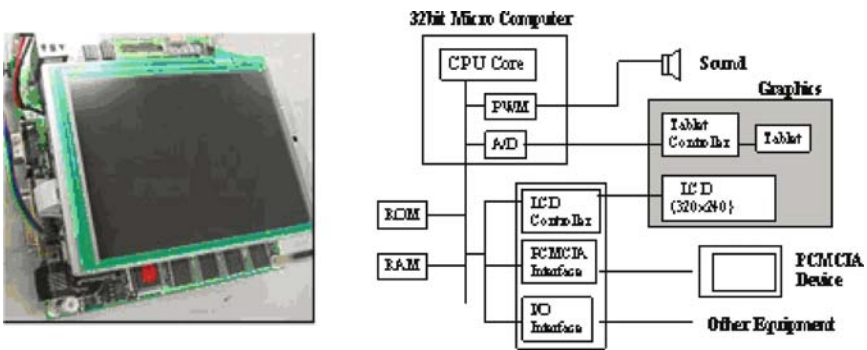 32bit Micro Computer
CPU Core
PWM
A/D
Sound
Graphics
Tablet
Controller
Tablet
LCD
(320x240)
ROM
RAM
LCD
Controller
PCMCIA
Interface
I/O
Interface
PCMCIA
Device
Other Equipment